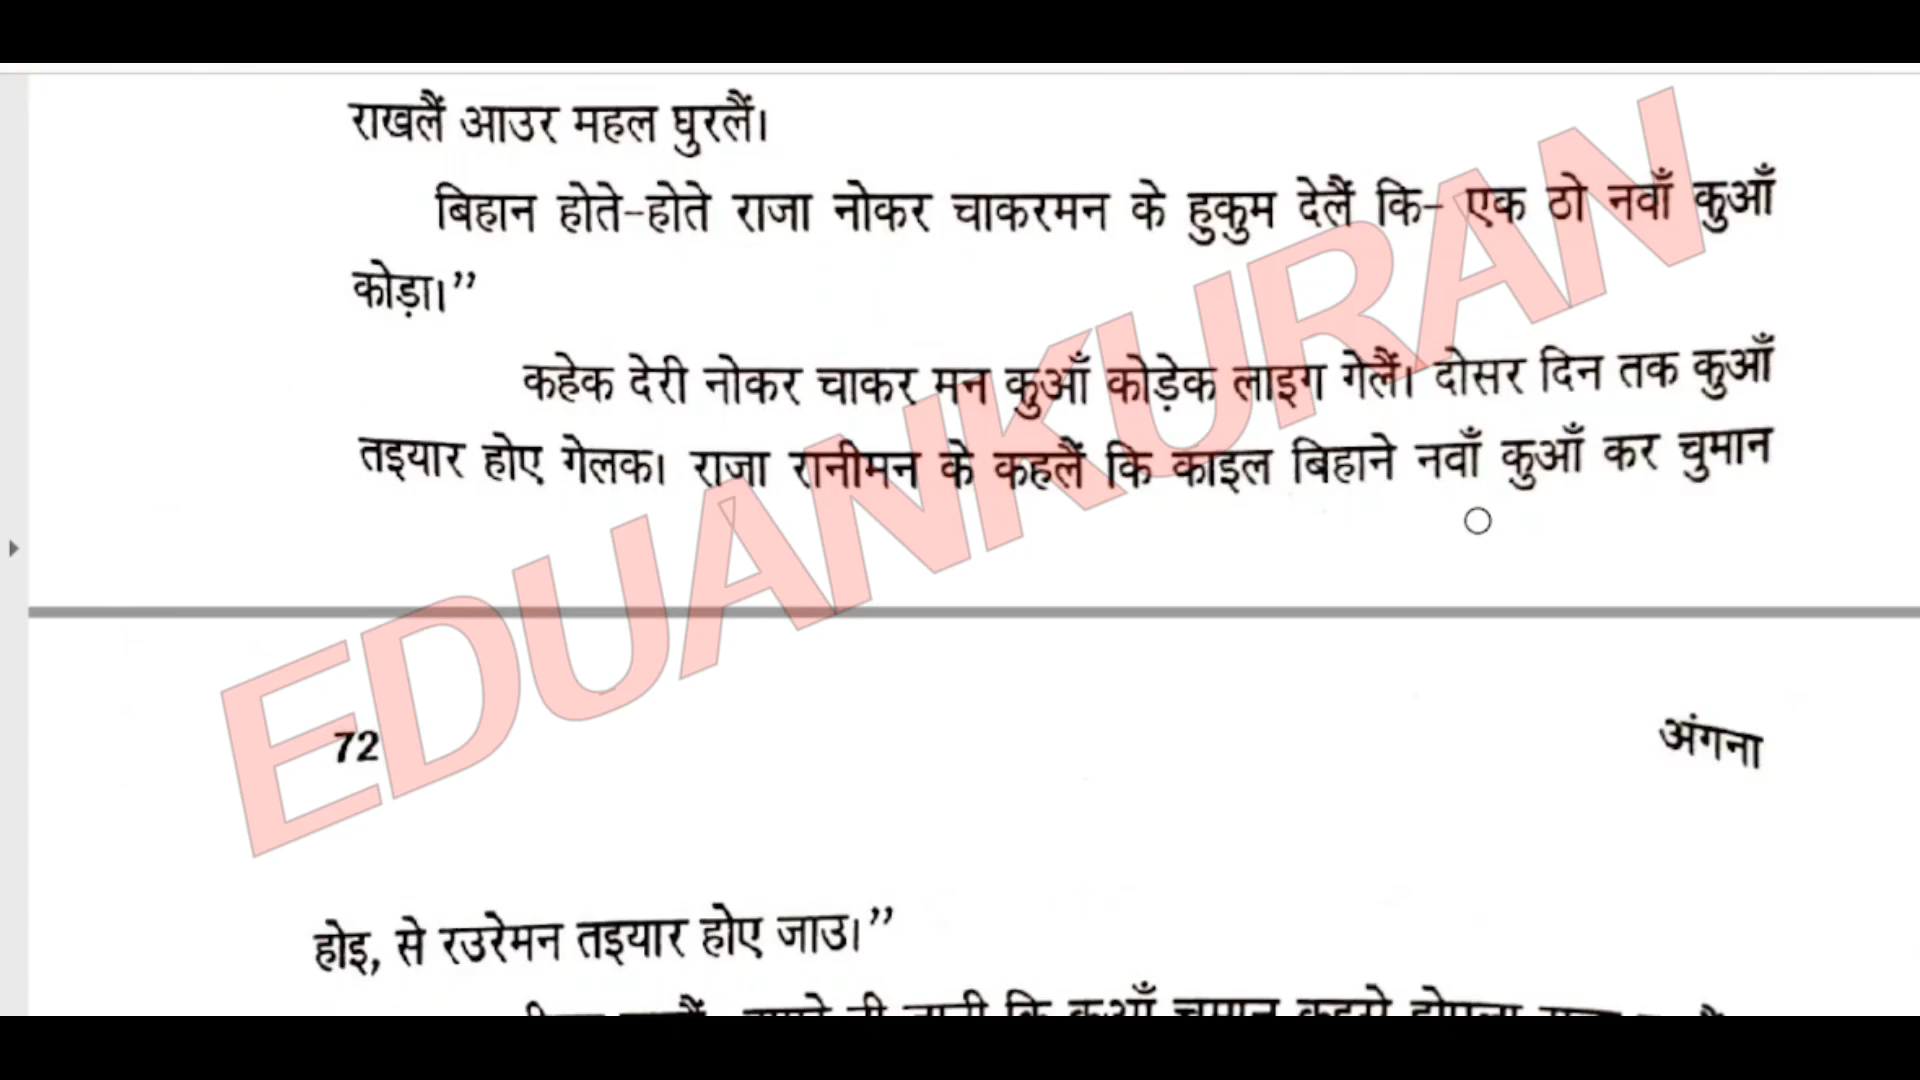 राखलैं आउर महल घुरलैं।
बिहान होते-होते राजा नोकर चाकरमन के हुकुम देलैं कि- एक ठो नवाँ कुआँ
कोड़ा।”
कहेक देरी नोकर चाकर मन कुआँ कोड़ेक लाइग गेलैं। दोसर दिन तक कुआँ
तइयार होए गेलक। राजा रानीमन के कहलैं कि काइल बिहाने नवाँ कुआँ कर चुमान
EDUANKURAN
72 अंगना
होइ, से रउरेमन तइयार होए जाउ।”
कि कुआँ चुमान